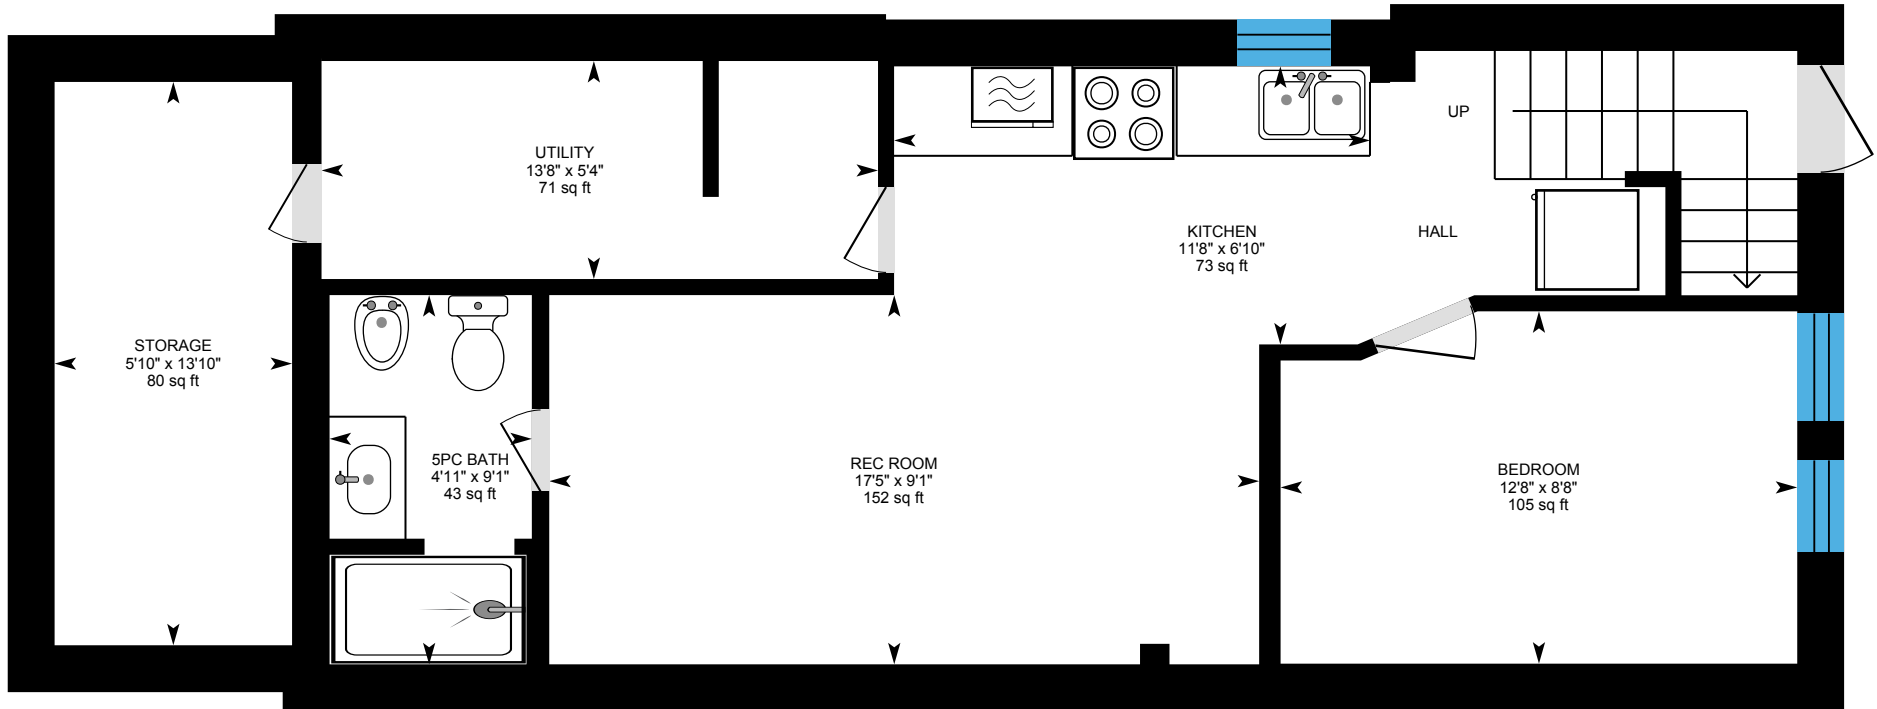 UTILITY
13'8" x 5'4"
71 sq ft
UP
KITCHEN
11'8" x 6'10"
73 sq ft
HALL
STORAGE
5'10" x 13'10"
80 sq ft
5PC BATH
4'11" x 9'1"
43 sq ft
REC ROOM
17'5" x 9'1"
152 sq ft
BEDROOM
12'8" x 8'8"
105 sq ft